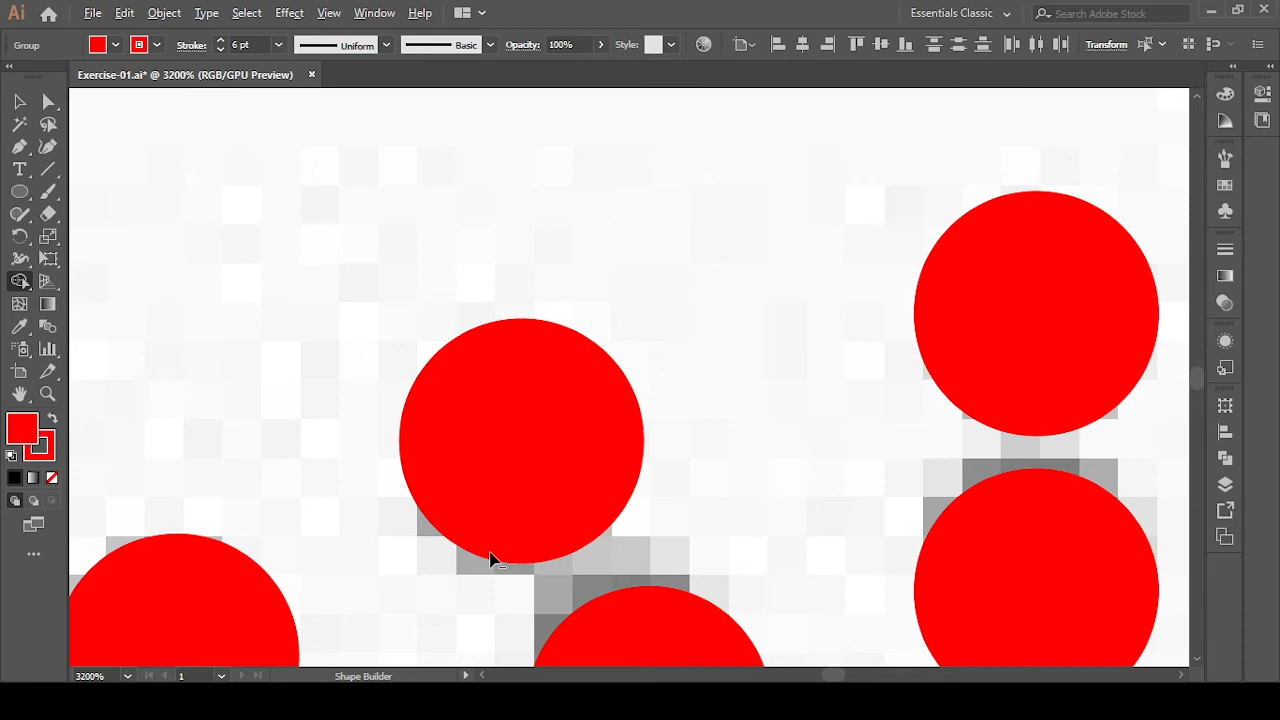 Ai File Edit Object Type Select Effect View Window Help Essentials Classic Search Adobe Stock
Group Stroke: 6 pt Uniform Basic Opacity: 100% Style: Transform
Exercise-01.ai* @ 3200% (RGB/GPU Preview)
T
3200% 1 Shape Builder